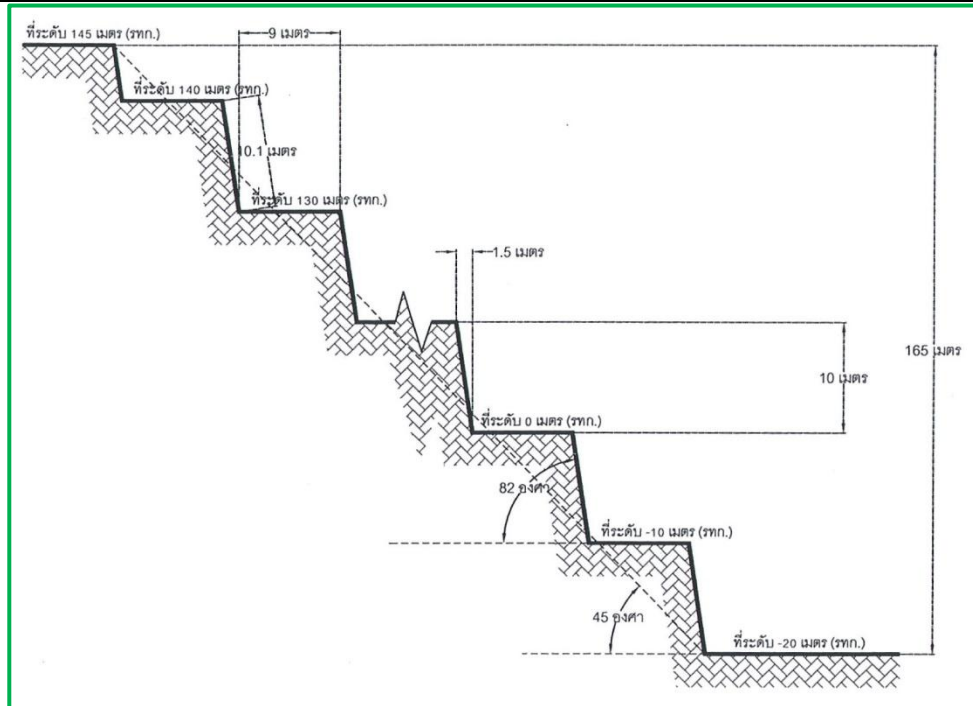 ที่ระดับ 145 เมตร (รทก.)
9 เมตร
ที่ระดับ 140 เมตร (รทก.)
10.1 เมตร
ที่ระดับ 130 เมตร (รทก.)
1.5 เมตร
165 เมตร
10 เมตร
ที่ระดับ 0 เมตร (รทก.)
82 องศา
ที่ระดับ -10 เมตร (รทก.)
45 องศา
ที่ระดับ -20 เมตร (รทก.)